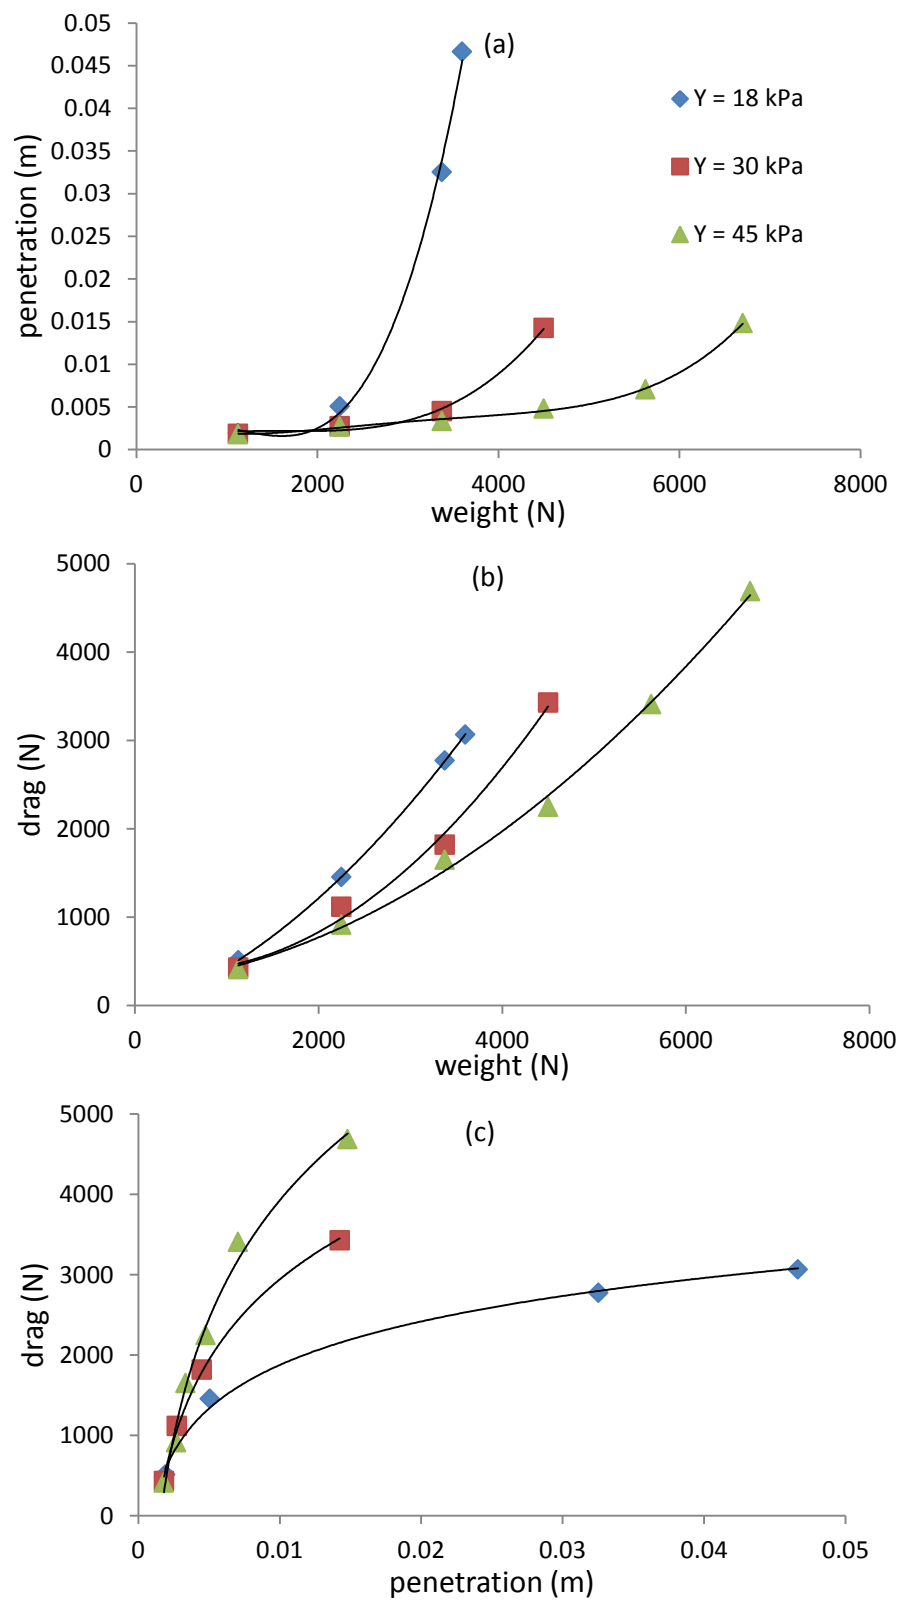 (a)
0.05
0.045
0.04
0.035
0.03
0.025
0.02
0.015
0.01
0.005
0
penetration (m)
Y = 18 kPa
Y = 30 kPa
Y = 45 kPa
0 2000 4000 6000 8000
weight (N)
(b)
5000
4000
3000
2000
1000
0
drag (N)
0 2000 4000 6000 8000
weight (N)
(c)
5000
4000
3000
2000
1000
0
drag (N)
0 0.01 0.02 0.03 0.04 0.05
penetration (m)